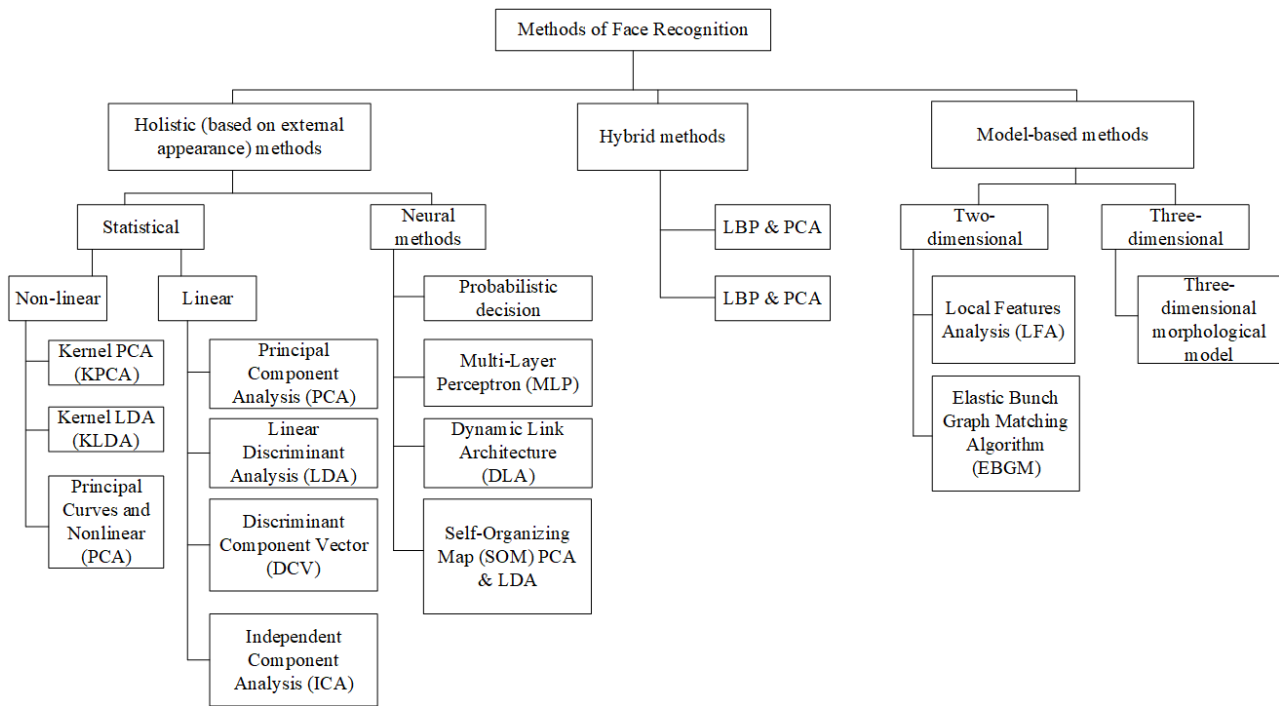 Methods of Face Recognition
Holistic (based on external
appearance) methods
Hybrid methods
Model-based methods
Statistical
Neural
methods
Two-
dimensional
Three-
dimensional
Non-linear
Linear
Kernel PCA
(KPCA)
Kernel LDA
(KLDA)
Principal
Curves and
Nonlinear
(PCA)
Principal
Component
Analysis (PCA)
Linear
Discriminant
Analysis (LDA)
Discriminant
Component Vector
(DCV)
Independent
Component
Analysis (ICA)
Probabilistic
decision
Multi-Layer
Perceptron (MLP)
Dynamic Link
Architecture
(DLA)
Self-Organizing
Map (SOM) PCA
& LDA
LBP & PCA
LBP & PCA
Local Features
Analysis (LFA)
Elastic Bunch
Graph Matching
Algorithm
(EBGM)
Three-
dimensional
morphological
model